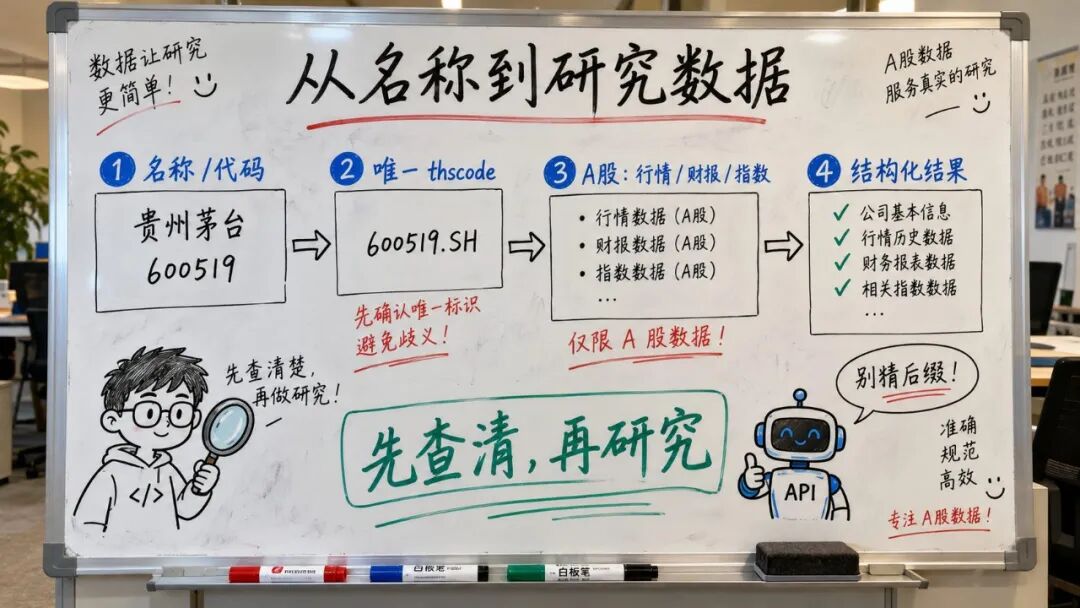 数据让研究
更简单!
从名称到研究数据
A股数据
服务真实的研究
1 名称/代码
贵州茅台
600519
2 唯一 thscode
600519.SH
先确认唯一标识
避免歧义!
3 A股:行情/财报/指数
• 行情数据(A股)
• 财报数据(A股)
• 指数数据(A股)
...
仅限 A 股数据!
4 结构化结果
✓ 公司基本信息
✓ 行情历史数据
✓ 财务报表数据
✓ 相关指数数据
...
先查清楚,
再做研究!
</>
先查清,再研究
别精后缀!
API
准确
规范
高效
专注A股数据!
白板笔
白板笔